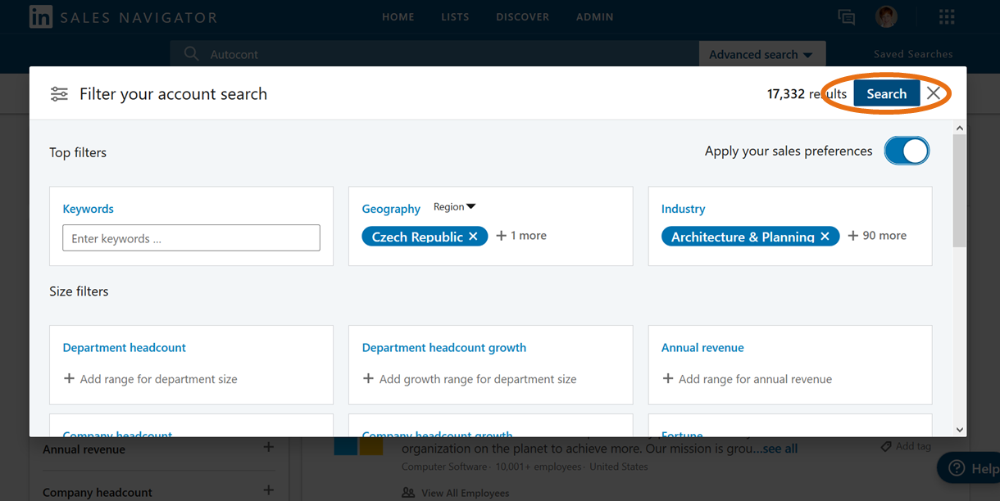 in SALES NAVIGATOR
HOME LISTS DISCOVER ADMIN
Autocont
Advanced search
Saved Searches
Filter your account search
17,332 results
Search
Top filters
Apply your sales preferences
Keywords
Enter keywords ...
Geography Region
Czech Republic × + 1 more
Industry
Architecture & Planning × + 90 more
Size filters
Department headcount
+ Add range for department size
Department headcount growth
+ Add growth range for department size
Annual revenue
+ Add range for annual revenue
Company headcount
Company headcount growth
Fortune
Annual revenue +
organization on the planet to achieve more. Our mission is grou...see all
Add tag
Computer Software · 10,001+ employees · United States
Help
Company headcount +
View All Employees